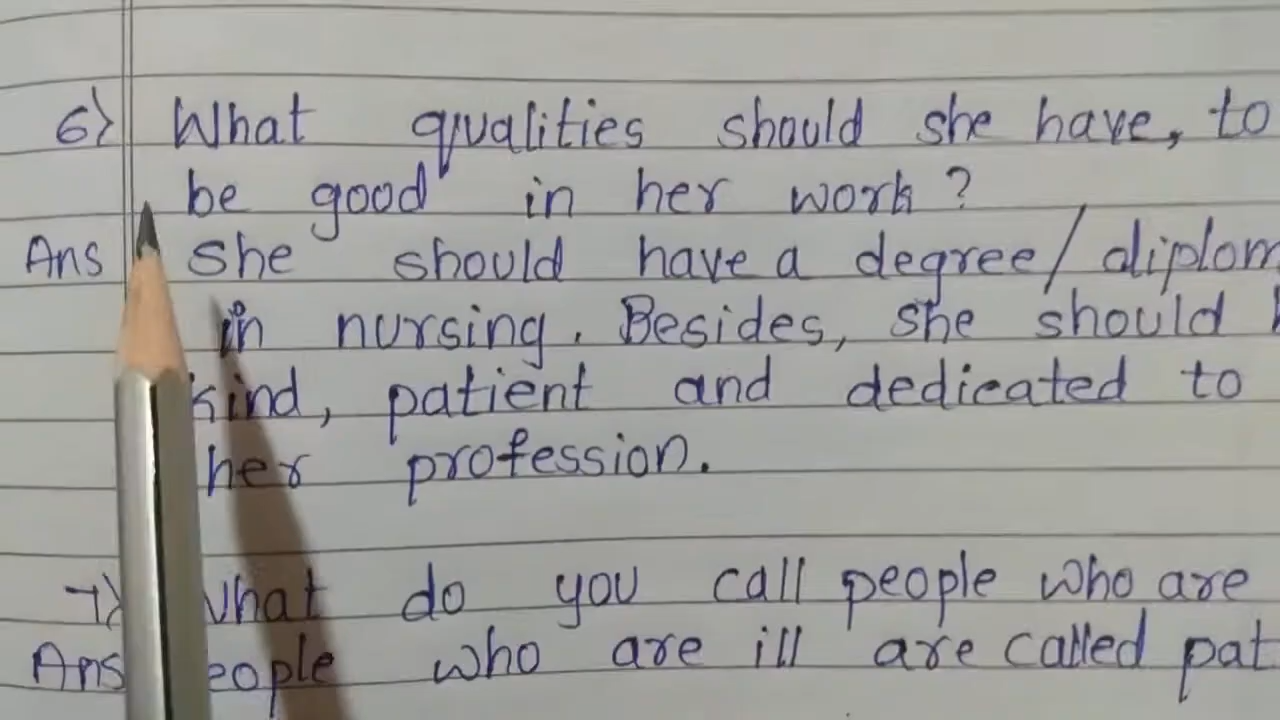 6) What qualities should she have, to
be good in her work?
Ans She should have a degree/ diplom
in nursing. Besides, she should b
kind, patient and dedicated to
her profession.
7) What do you call people who are
Ans People who are ill are called pat